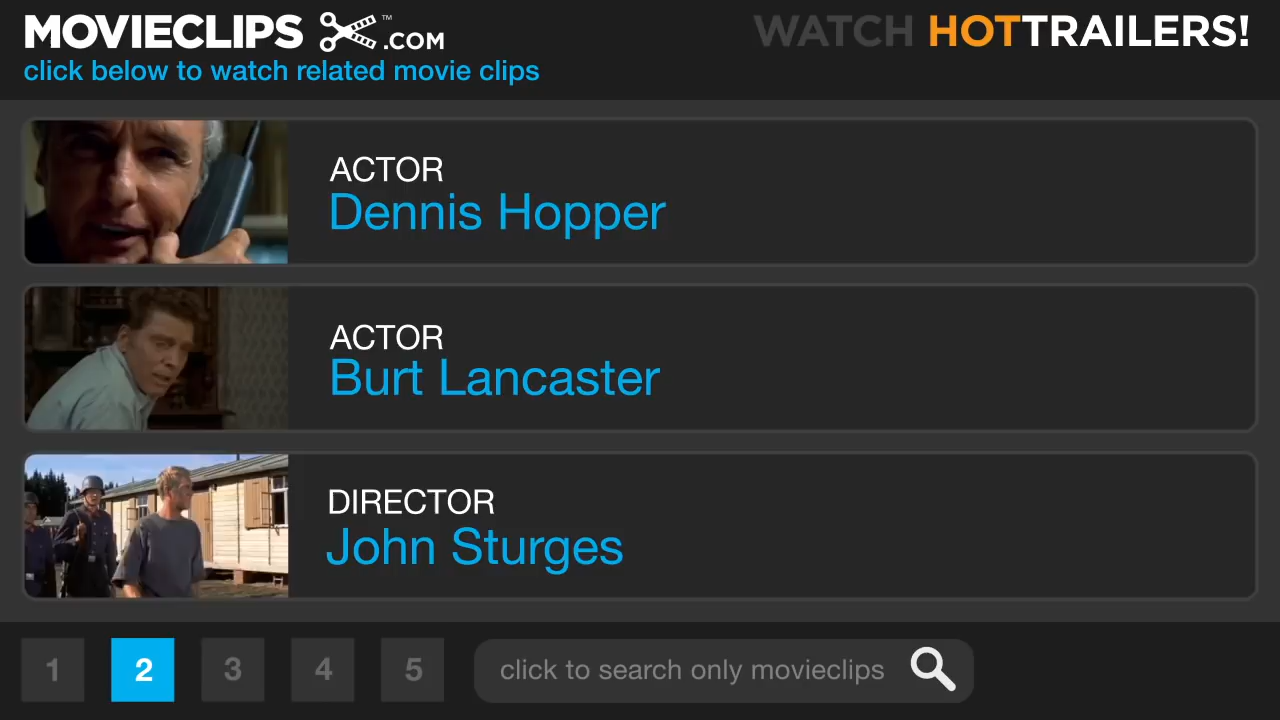 MOVIECLIPS ™ .COM
WATCH HOTTRAILERS!
click below to watch related movie clips
ACTOR
Dennis Hopper
ACTOR
Burt Lancaster
DIRECTOR
John Sturges
1 2 3 4 5
click to search only movieclips